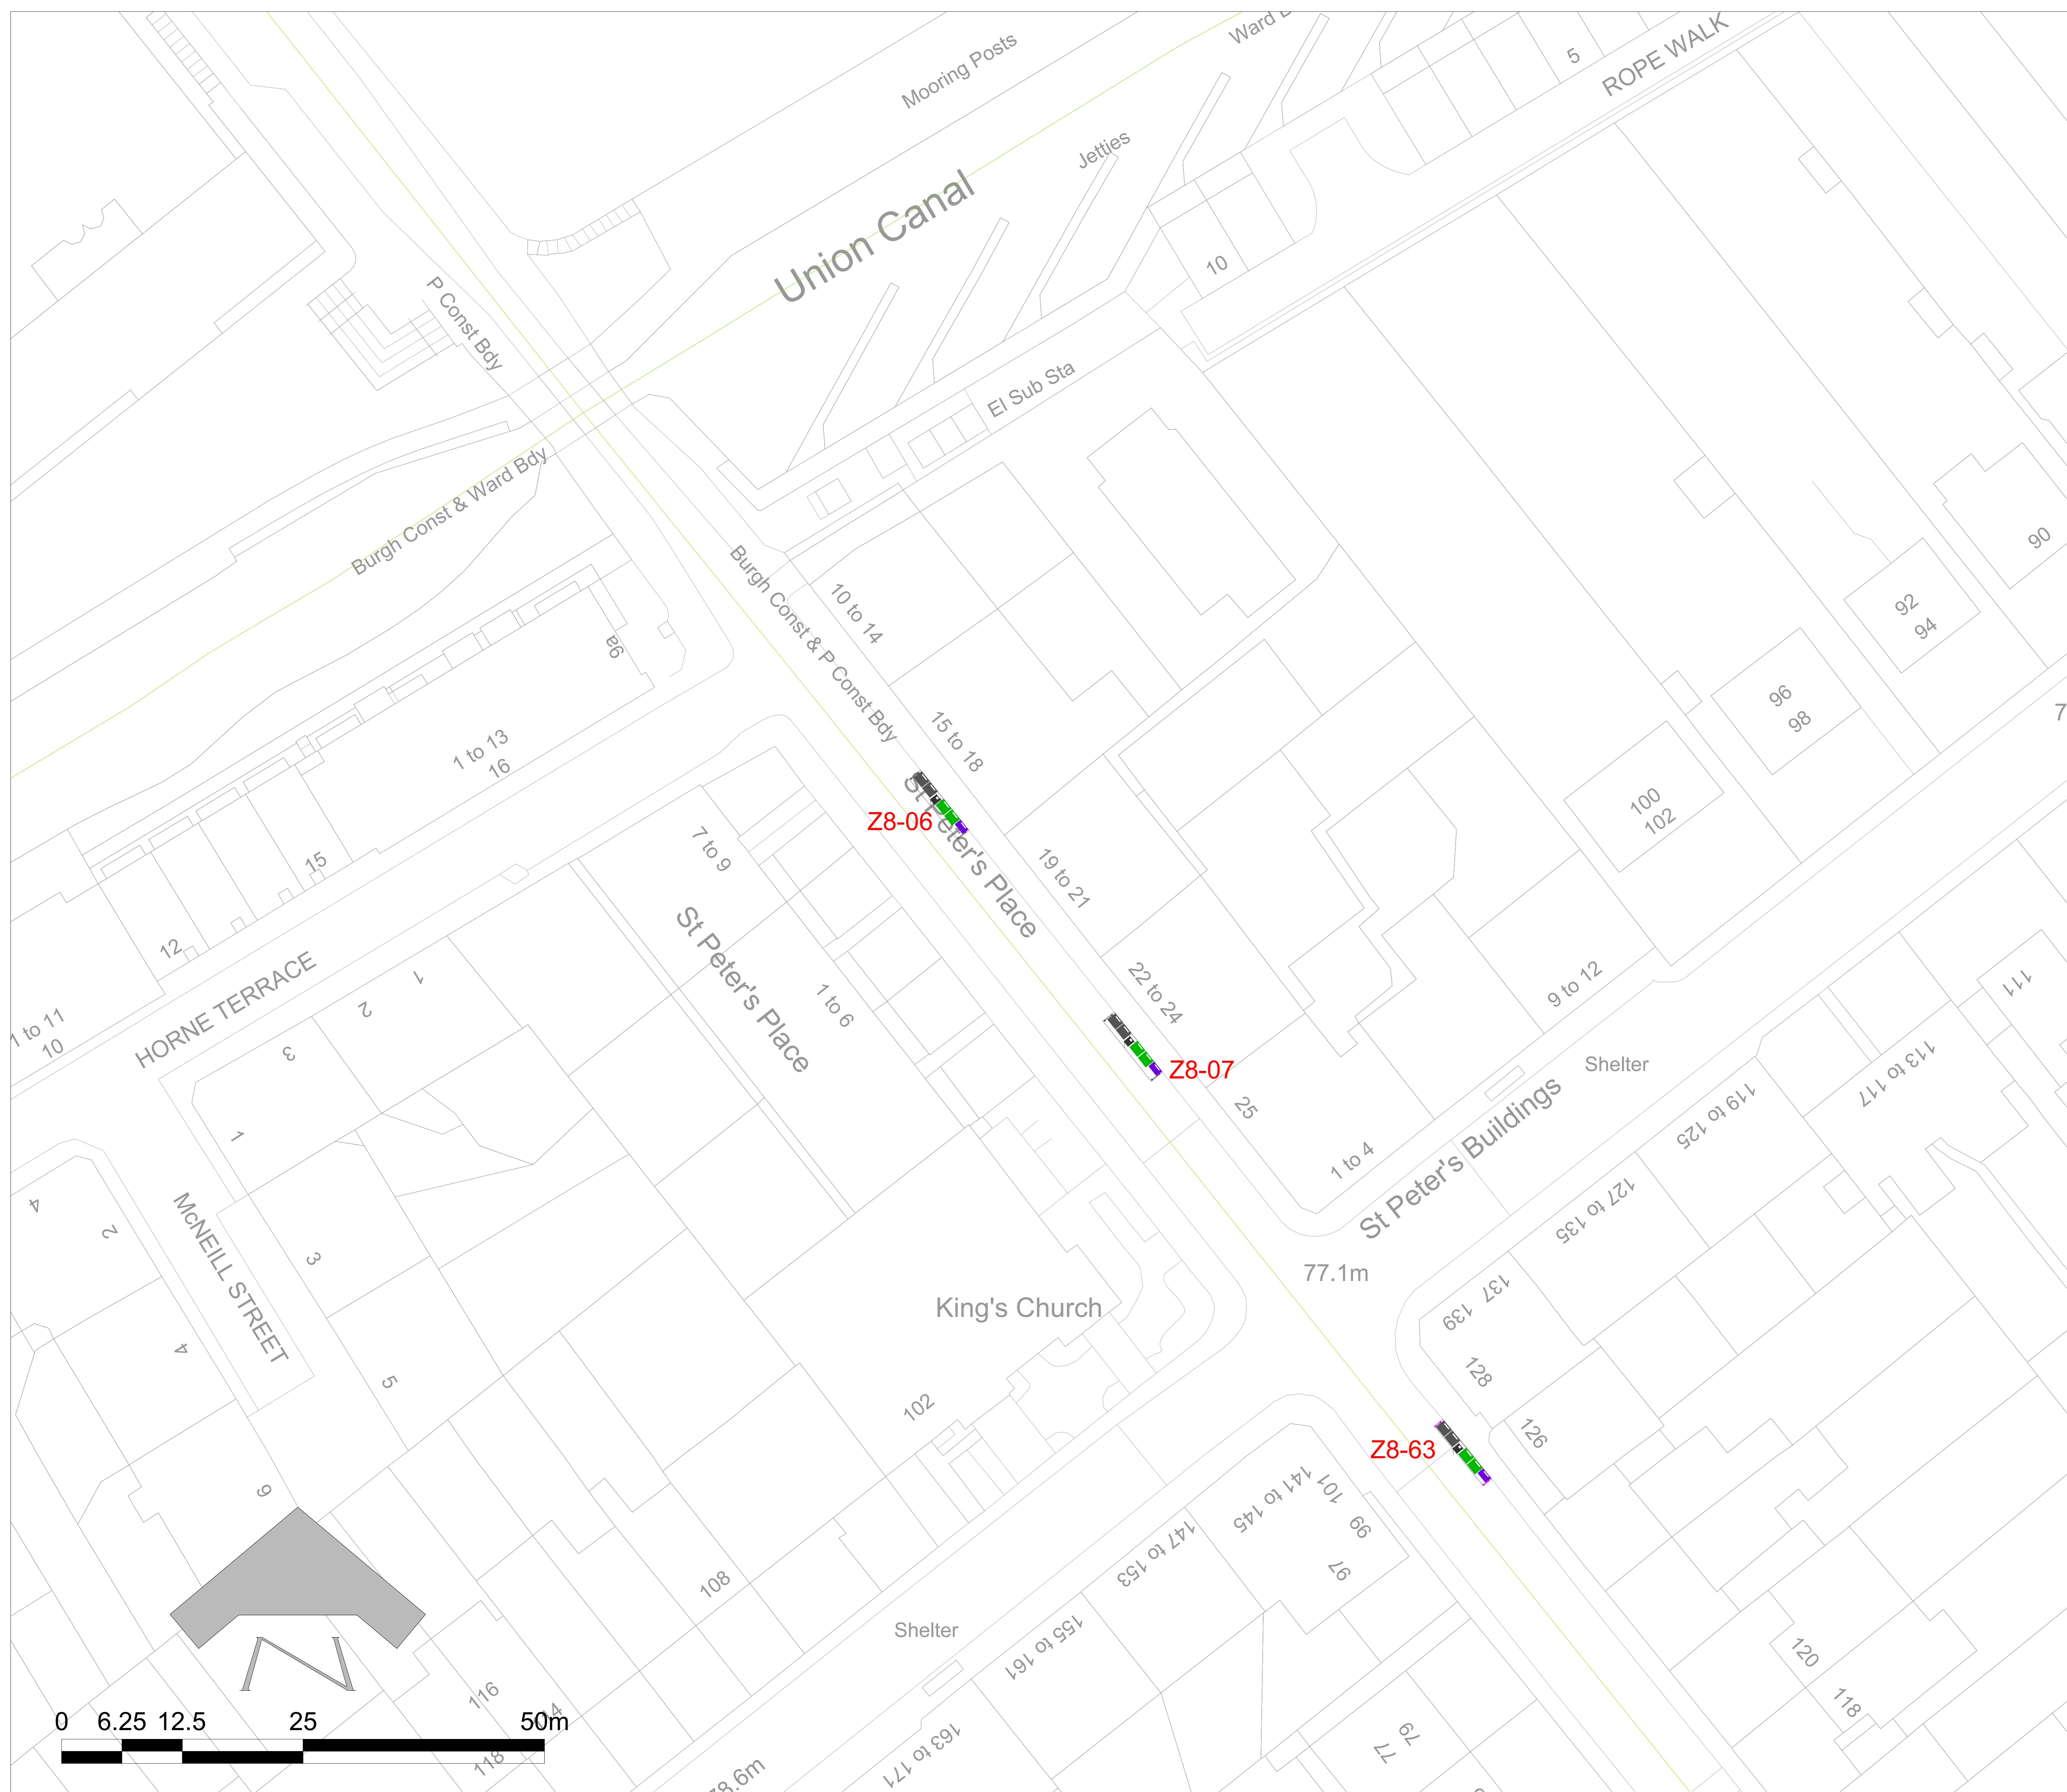 Mooring Posts
5
ROPE WALK
Jetties
Union Canal
10
P Const Bdy
El Sub Sta
Burgh Const & Ward Bdy
90
Burgh Const & P Const Bdy
10 to 14
92
94
9a
96
98
15 to 18
1 to 13
16
St Peter's Place
Z8-06
100
102
7 to 9
15
19 to 21
12
St Peter's Place
HORNE TERRACE
1
2
3
1 to 6
22 to 24
9 to 12
111
1 to 11
10
Z8-07
Shelter
113 to 117
25
119 to 125
1
1 to 4
St Peter's Buildings
127 to 135
4
2
McNEILL STREET
3
77.1m
King's Church
137
139
4
5
128
102
126
Z8-63
101
141 to 145
99
97
147 to 153
108
Shelter
155 to 161
120
118
116
114
N
163 to 171
79
77
118
78.6m
0 6.25 12.5 25 50m